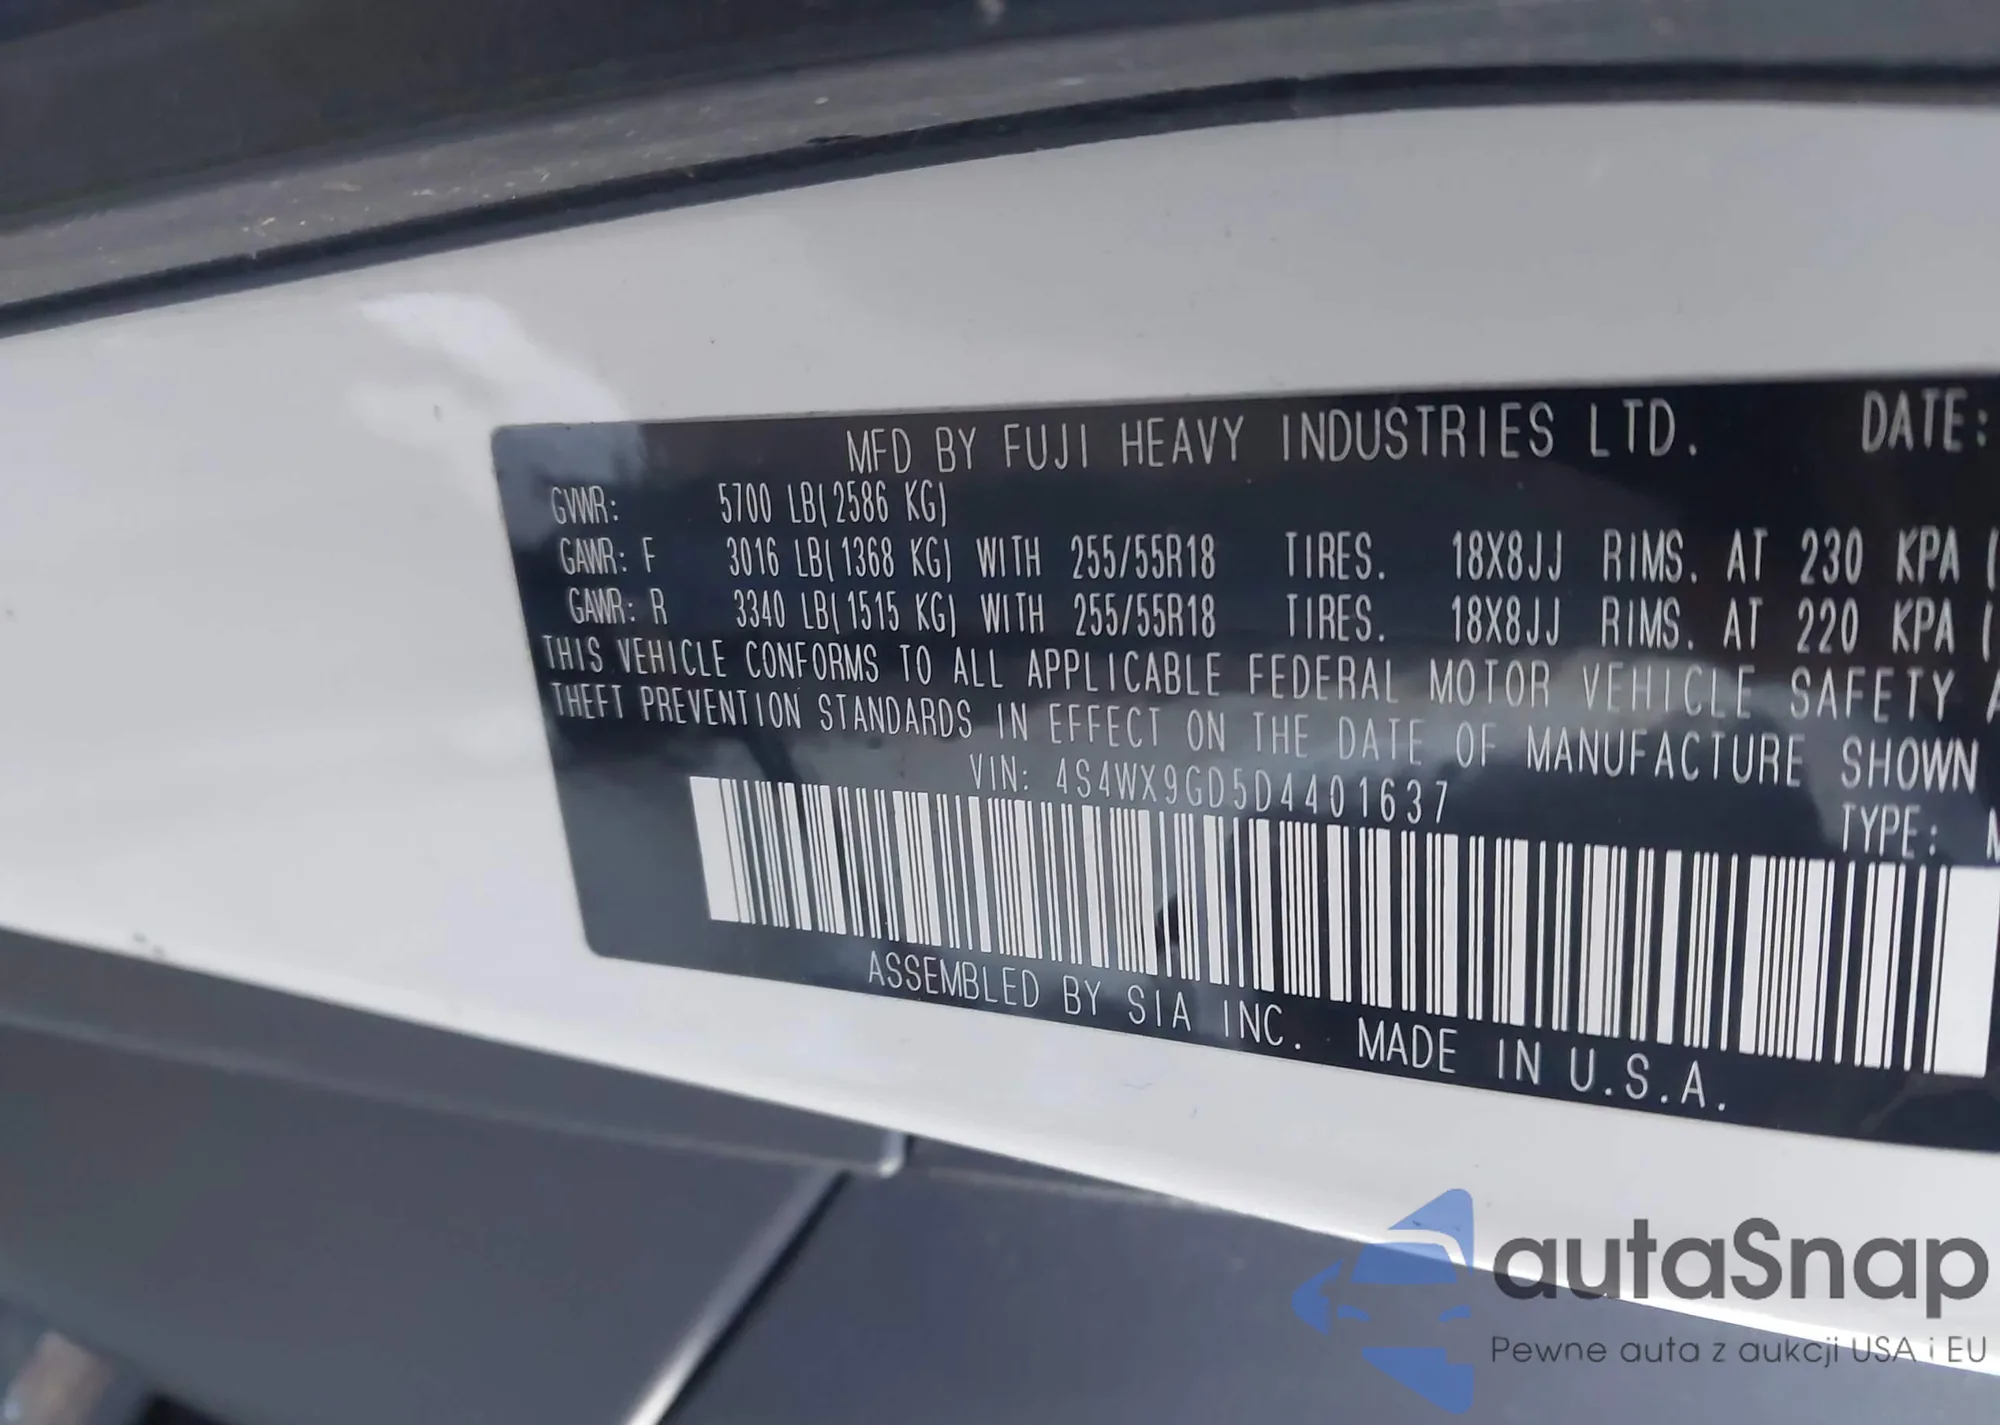 MFD BY FUJI HEAVY INDUSTRIES LTD. DATE:
GVWR: 5700 LB(2586 KG)
GAWR: F 3016 LB(1368 KG) WITH 255/55R18 TIRES. 18X8JJ RIMS. AT 230 KPA (
GAWR: R 3340 LB(1515 KG) WITH 255/55R18 TIRES. 18X8JJ RIMS. AT 220 KPA (
THIS VEHICLE CONFORMS TO ALL APPLICABLE FEDERAL MOTOR VEHICLE SAFETY
THEFT PREVENTION STANDARDS IN EFFECT ON THE DATE OF MANUFACTURE SHOWN
VIN: 4S4WX9GD5D4401637
TYPE:
ASSEMBLED BY SIA INC. MADE IN U.S.A.
autaSnap
Pewne auta z aukcji USA i EU